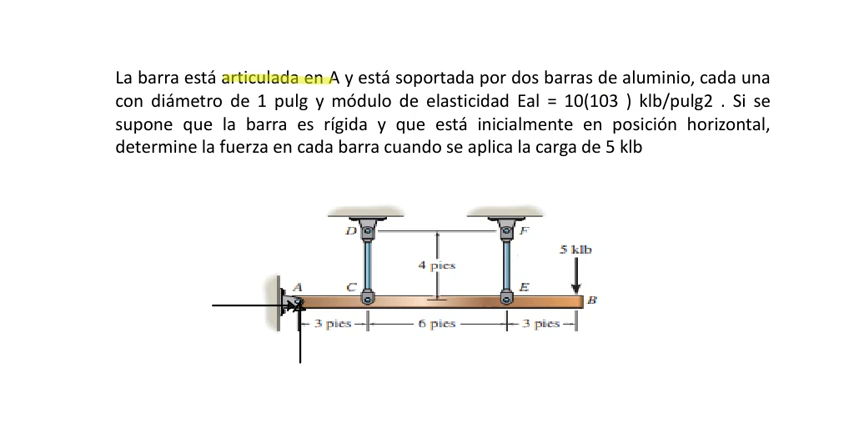 La barra está articulada en A y está soportada por dos barras de aluminio, cada una
con diámetro de 1 pulg y módulo de elasticidad Eal = 10(103 ) klb/pulg2 . Si se
supone que la barra es rígida y que está inicialmente en posición horizontal,
determine la fuerza en cada barra cuando se aplica la carga de 5 klb
D
F
5 klb
4 pies
A
C
E
B
3 pies
6 pies
3 pies